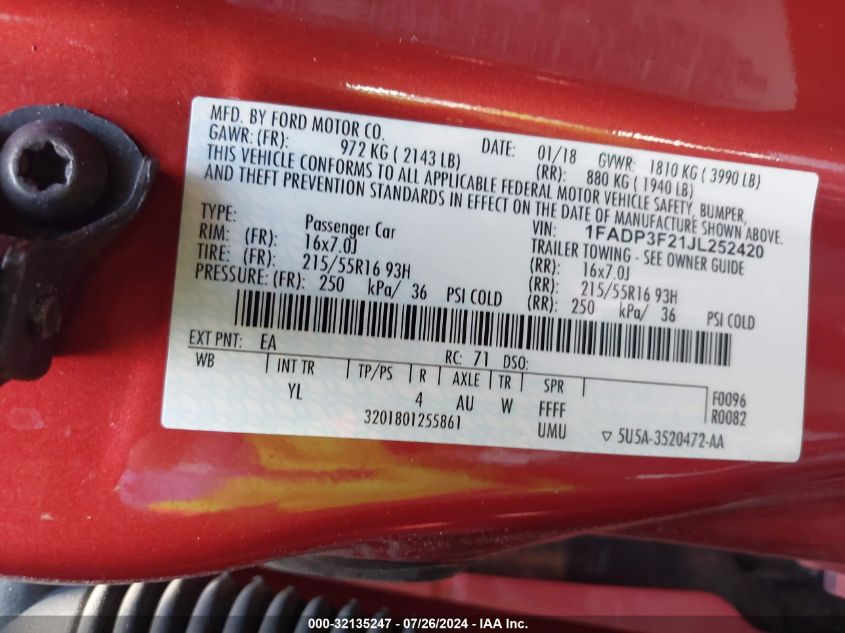 MFD. BY FORD MOTOR CO. DATE: 01/18 GVWR: 1810 KG ( 3990 LB)
GAWR: (FR): 972 KG ( 2143 LB) (RR): 880 KG ( 1940 LB)
THIS VEHICLE CONFORMS TO ALL APPLICABLE FEDERAL MOTOR VEHICLE SAFETY, BUMPER,
AND THEFT PREVENTION STANDARDS IN EFFECT ON THE DATE OF MANUFACTURE SHOWN ABOVE.
VIN: 1FADP3F21JL252420
TYPE: Passenger Car TRAILER TOWING - SEE OWNER GUIDE
RIM: (FR): 16x7.0J (RR): 16x7.0J
TIRE: (FR): 215/55R16 93H (RR): 215/55R16 93H
PRESSURE: (FR): 250 kPa/ 36 PSI COLD (RR): 250 kPa/ 36 PSI COLD
EXT PNT: EA RC: 71 DSO:
WB INT TR TP/PS R AXLE TR SPR F0096
YL 4 AU W FFFF R0082
3201801255861 UMU ▽ 5U5A-3520472-AA
000-32135247 - 07/26/2024 - IAA Inc.